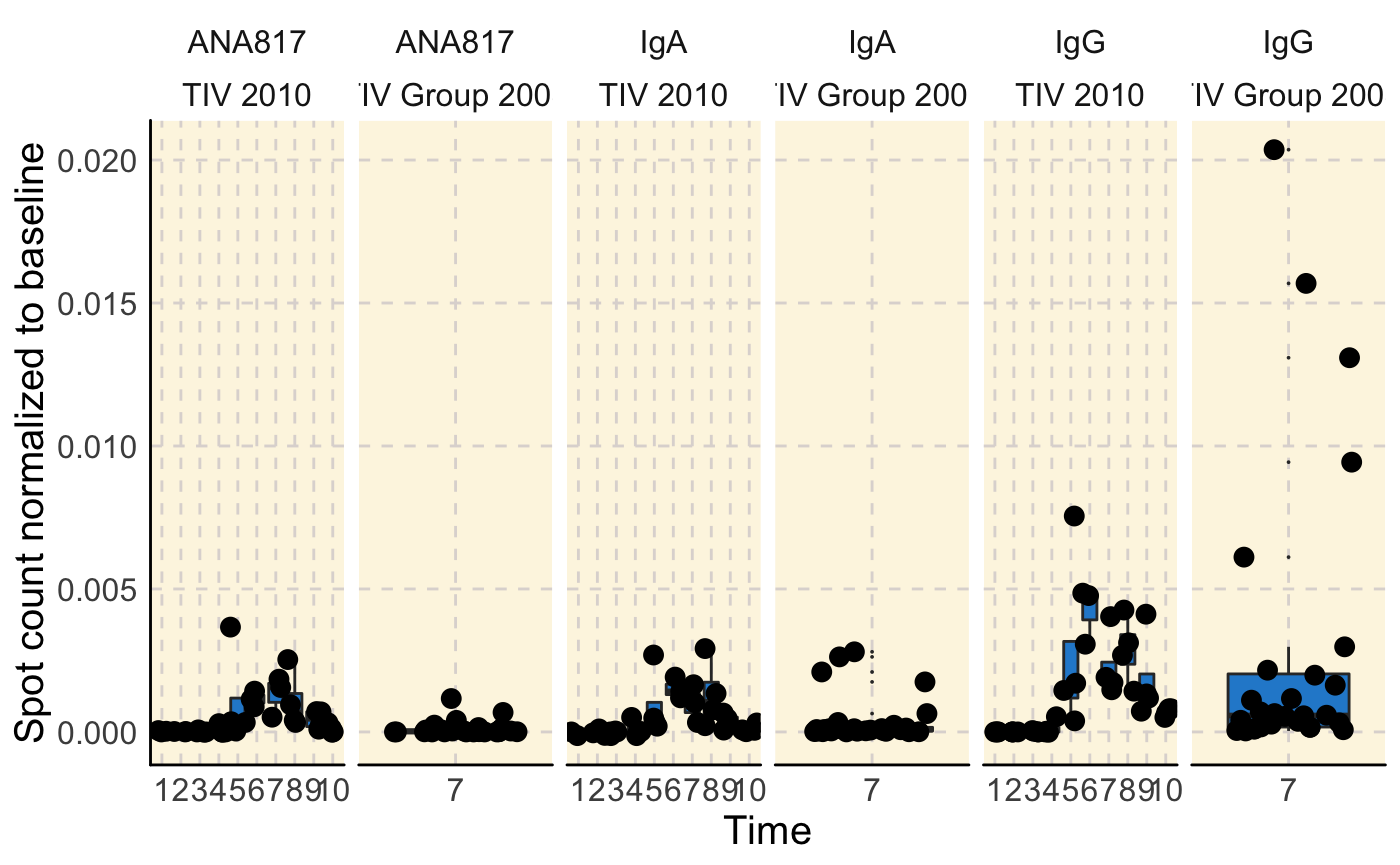 ANA817 ANA817 IgA IgA IgG IgG
TIV 2010 IV Group 200 TIV 2010 IV Group 200 TIV 2010 IV Group 200
Spot count normalized to baseline
0.020
0.015
0.010
0.005
0.000
12345678910 7 12345678910 7 12345678910 7
Time